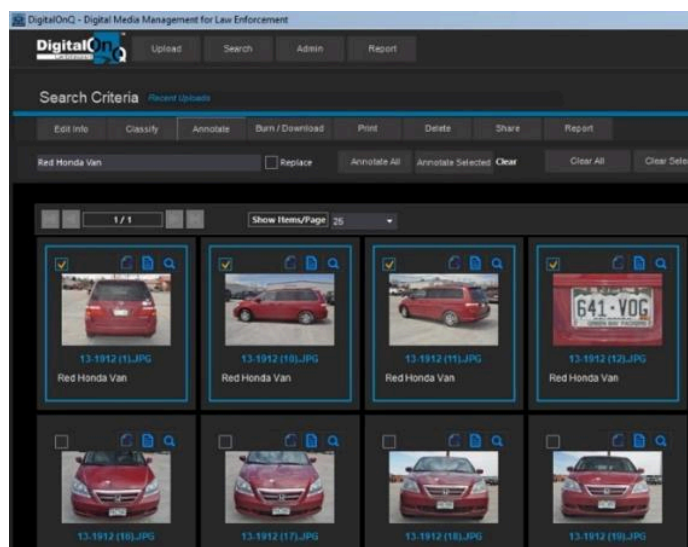 DigitalOnQ - Digital Media Management for Law Enforcement
DigitalOnQ
Upload Search Admin Report
Search Criteria Recent Uploads
Edit Info Classify Annotate Burn / Download Print Delete Share Report
Red Honda Van Replace Annotate All Annotate Selected Clear Clear All Clear Sele
1 / 1 Show Items/Page 25
641·VOG
GREEN BAY PACKERS
13-1912 (1).JPG 13-1912 (10).JPG 13-1912 (11).JPG 13-1912 (12).JPG
Red Honda Van Red Honda Van Red Honda Van Red Honda Van
13-1912 (16).JPG 13-1912 (17).JPG 13-1912 (18).JPG 13-1912 (19).JPG